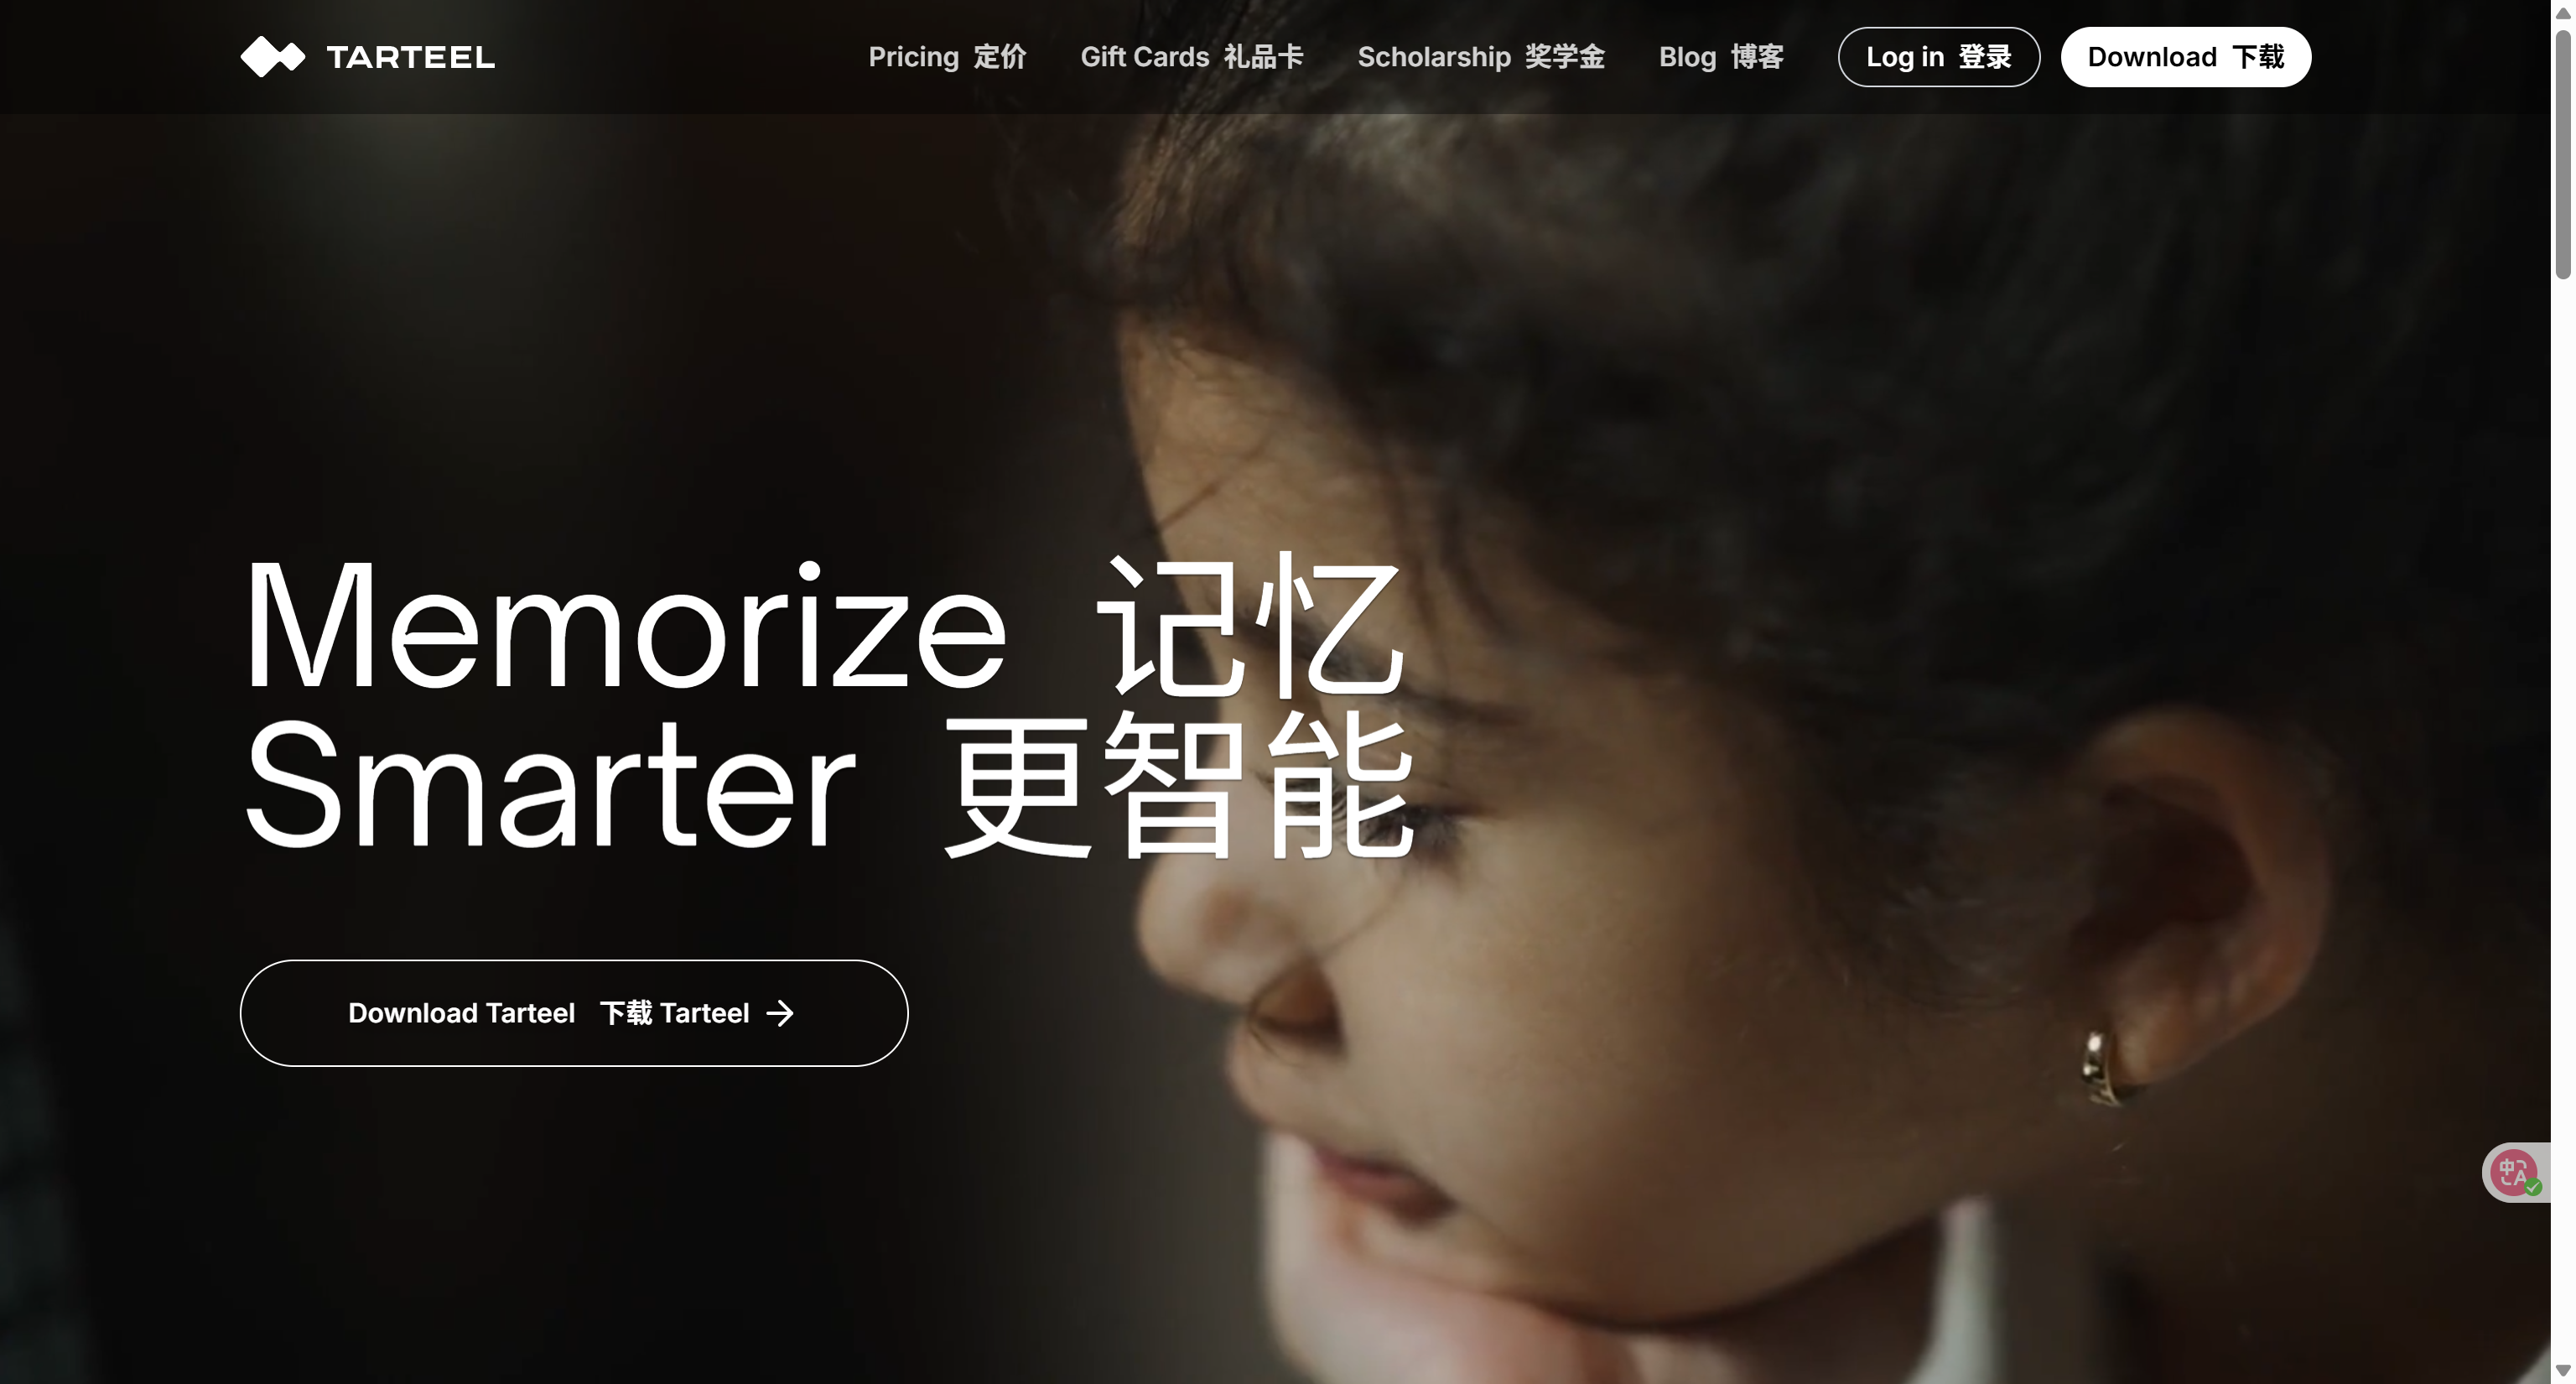 TARTEEL
Pricing 定价 Gift Cards 礼品卡 Scholarship 奖学金 Blog 博客 Log in 登录 Download 下载
Memorize 记忆
Smarter 更智能
Download Tarteel 下载 Tarteel →
中 A